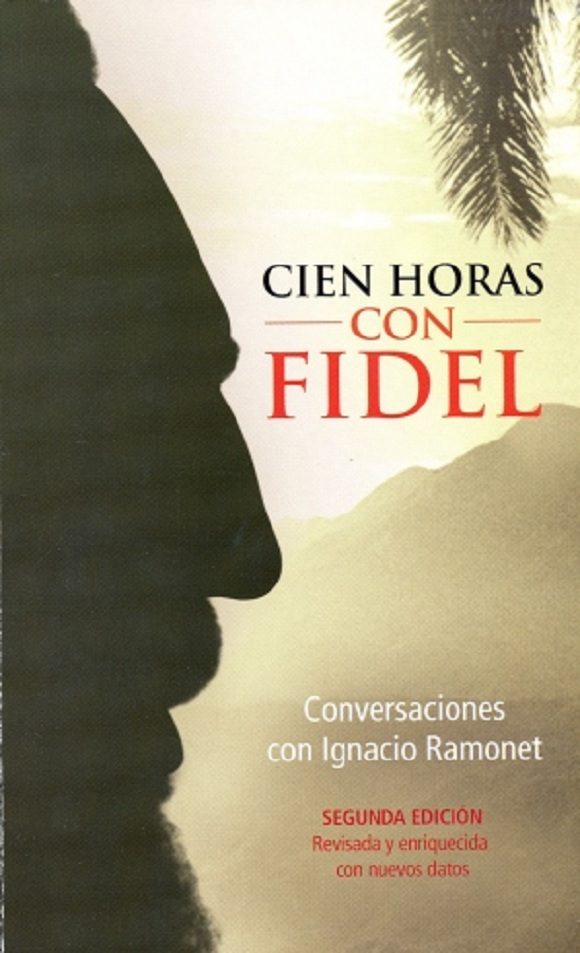 CIEN HORAS
CON
FIDEL
Conversaciones
con Ignacio Ramonet
SEGUNDA EDICIÓN
Revisada y enriquecida
con nuevos datos